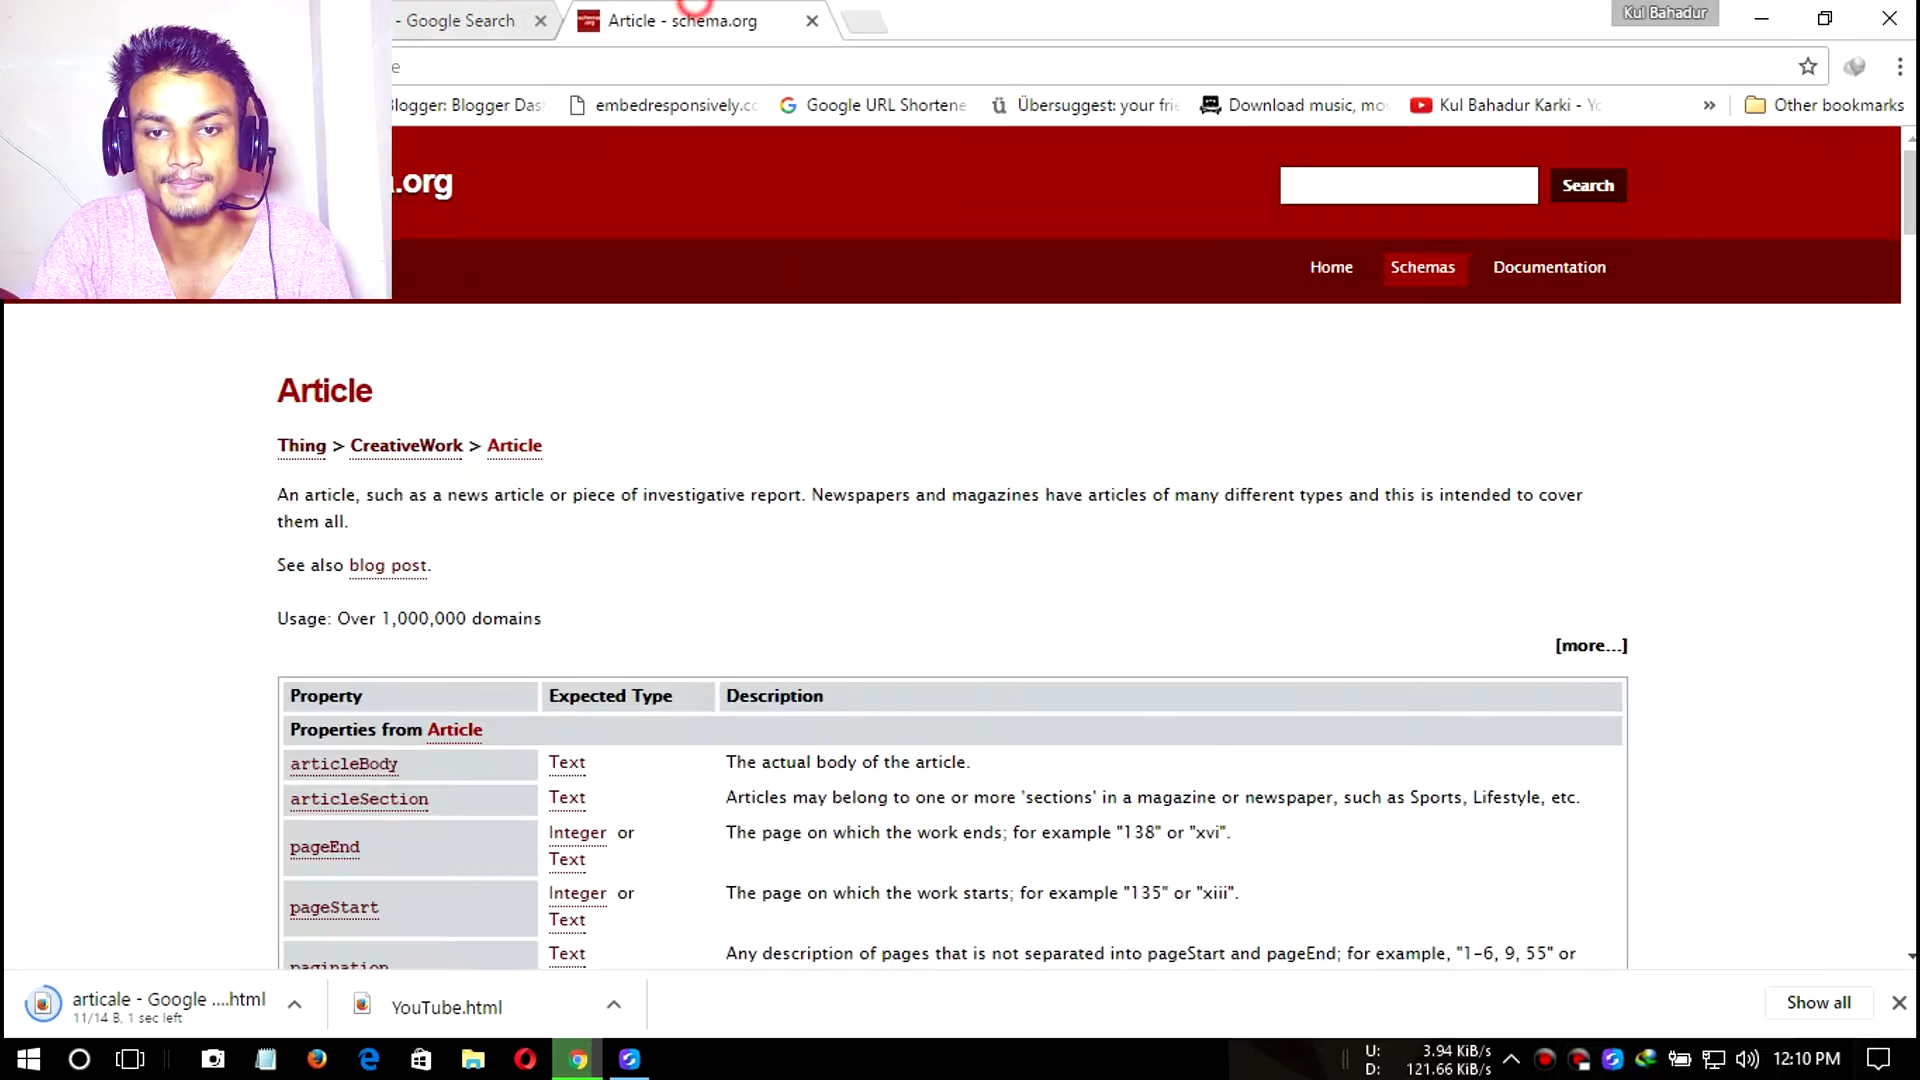 - Google Search
Article - schema.org
Kul Bahadur
e
Blogger: Blogger Das
embedresponsively.co
Google URL Shortene
Übersuggest: your frie
Download music, mo
Kul Bahadur Karki - Yo
»
Other bookmarks
.org
Search
Home
Schemas
Documentation
Article
Thing > CreativeWork > Article
An article, such as a news article or piece of investigative report. Newspapers and magazines have articles of many different types and this is intended to cover
them all.
See also blog post.
Usage: Over 1,000,000 domains
[more...]
Property Expected Type Description
Properties from Article
articleBody Text The actual body of the article.
articleSection Text Articles may belong to one or more 'sections' in a magazine or newspaper, such as Sports, Lifestyle, etc.
pageEnd Integer or Text The page on which the work ends; for example "138" or "xvi".
pageStart Integer or Text The page on which the work starts; for example "135" or "xiii".
pagination Text Any description of pages that is not separated into pageStart and pageEnd; for example, "1-6, 9, 55" or
articale - Google ....html
11/14 B, 1 sec left
YouTube.html
Show all
U: 3.94 KiB/s
D: 121.66 KiB/s
12:10 PM